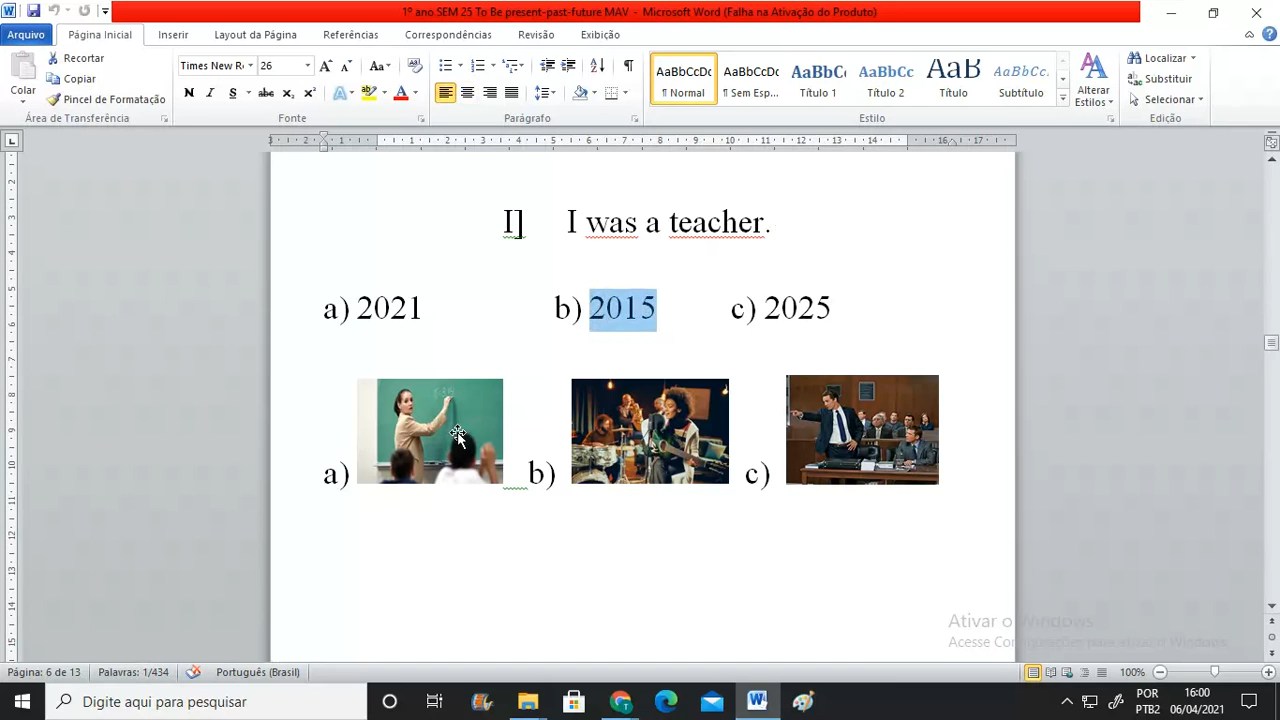 1º ano SEM 25 To Be present-past-future MAV - Microsoft Word (Falha na Ativação do Produto)
Arquivo Página Inicial Inserir Layout da Página Referências Correspondências Revisão Exibição
Colar
Recortar
Copiar
Pincel de Formatação
Área de Transferência
Times New R 26
N I S abc
Fonte
Parágrafo
AaBbCcDc ¶ Normal
AaBbCcDc ¶ Sem Esp...
AaBbC Título 1
AaBbCc Título 2
AaB Título
AaBbCc. Subtítulo
Estilo
Alterar Estilos
Localizar
Substituir
Selecionar
Edição
I] I was a teacher.
a) 2021 b) 2015 c) 2025
a) b) c)
Ativar o Windows
Página: 6 de 13 Palavras: 1/434 Português (Brasil) 100%
Digite aqui para pesquisar
POR
PTB2
16:00
06/04/2021